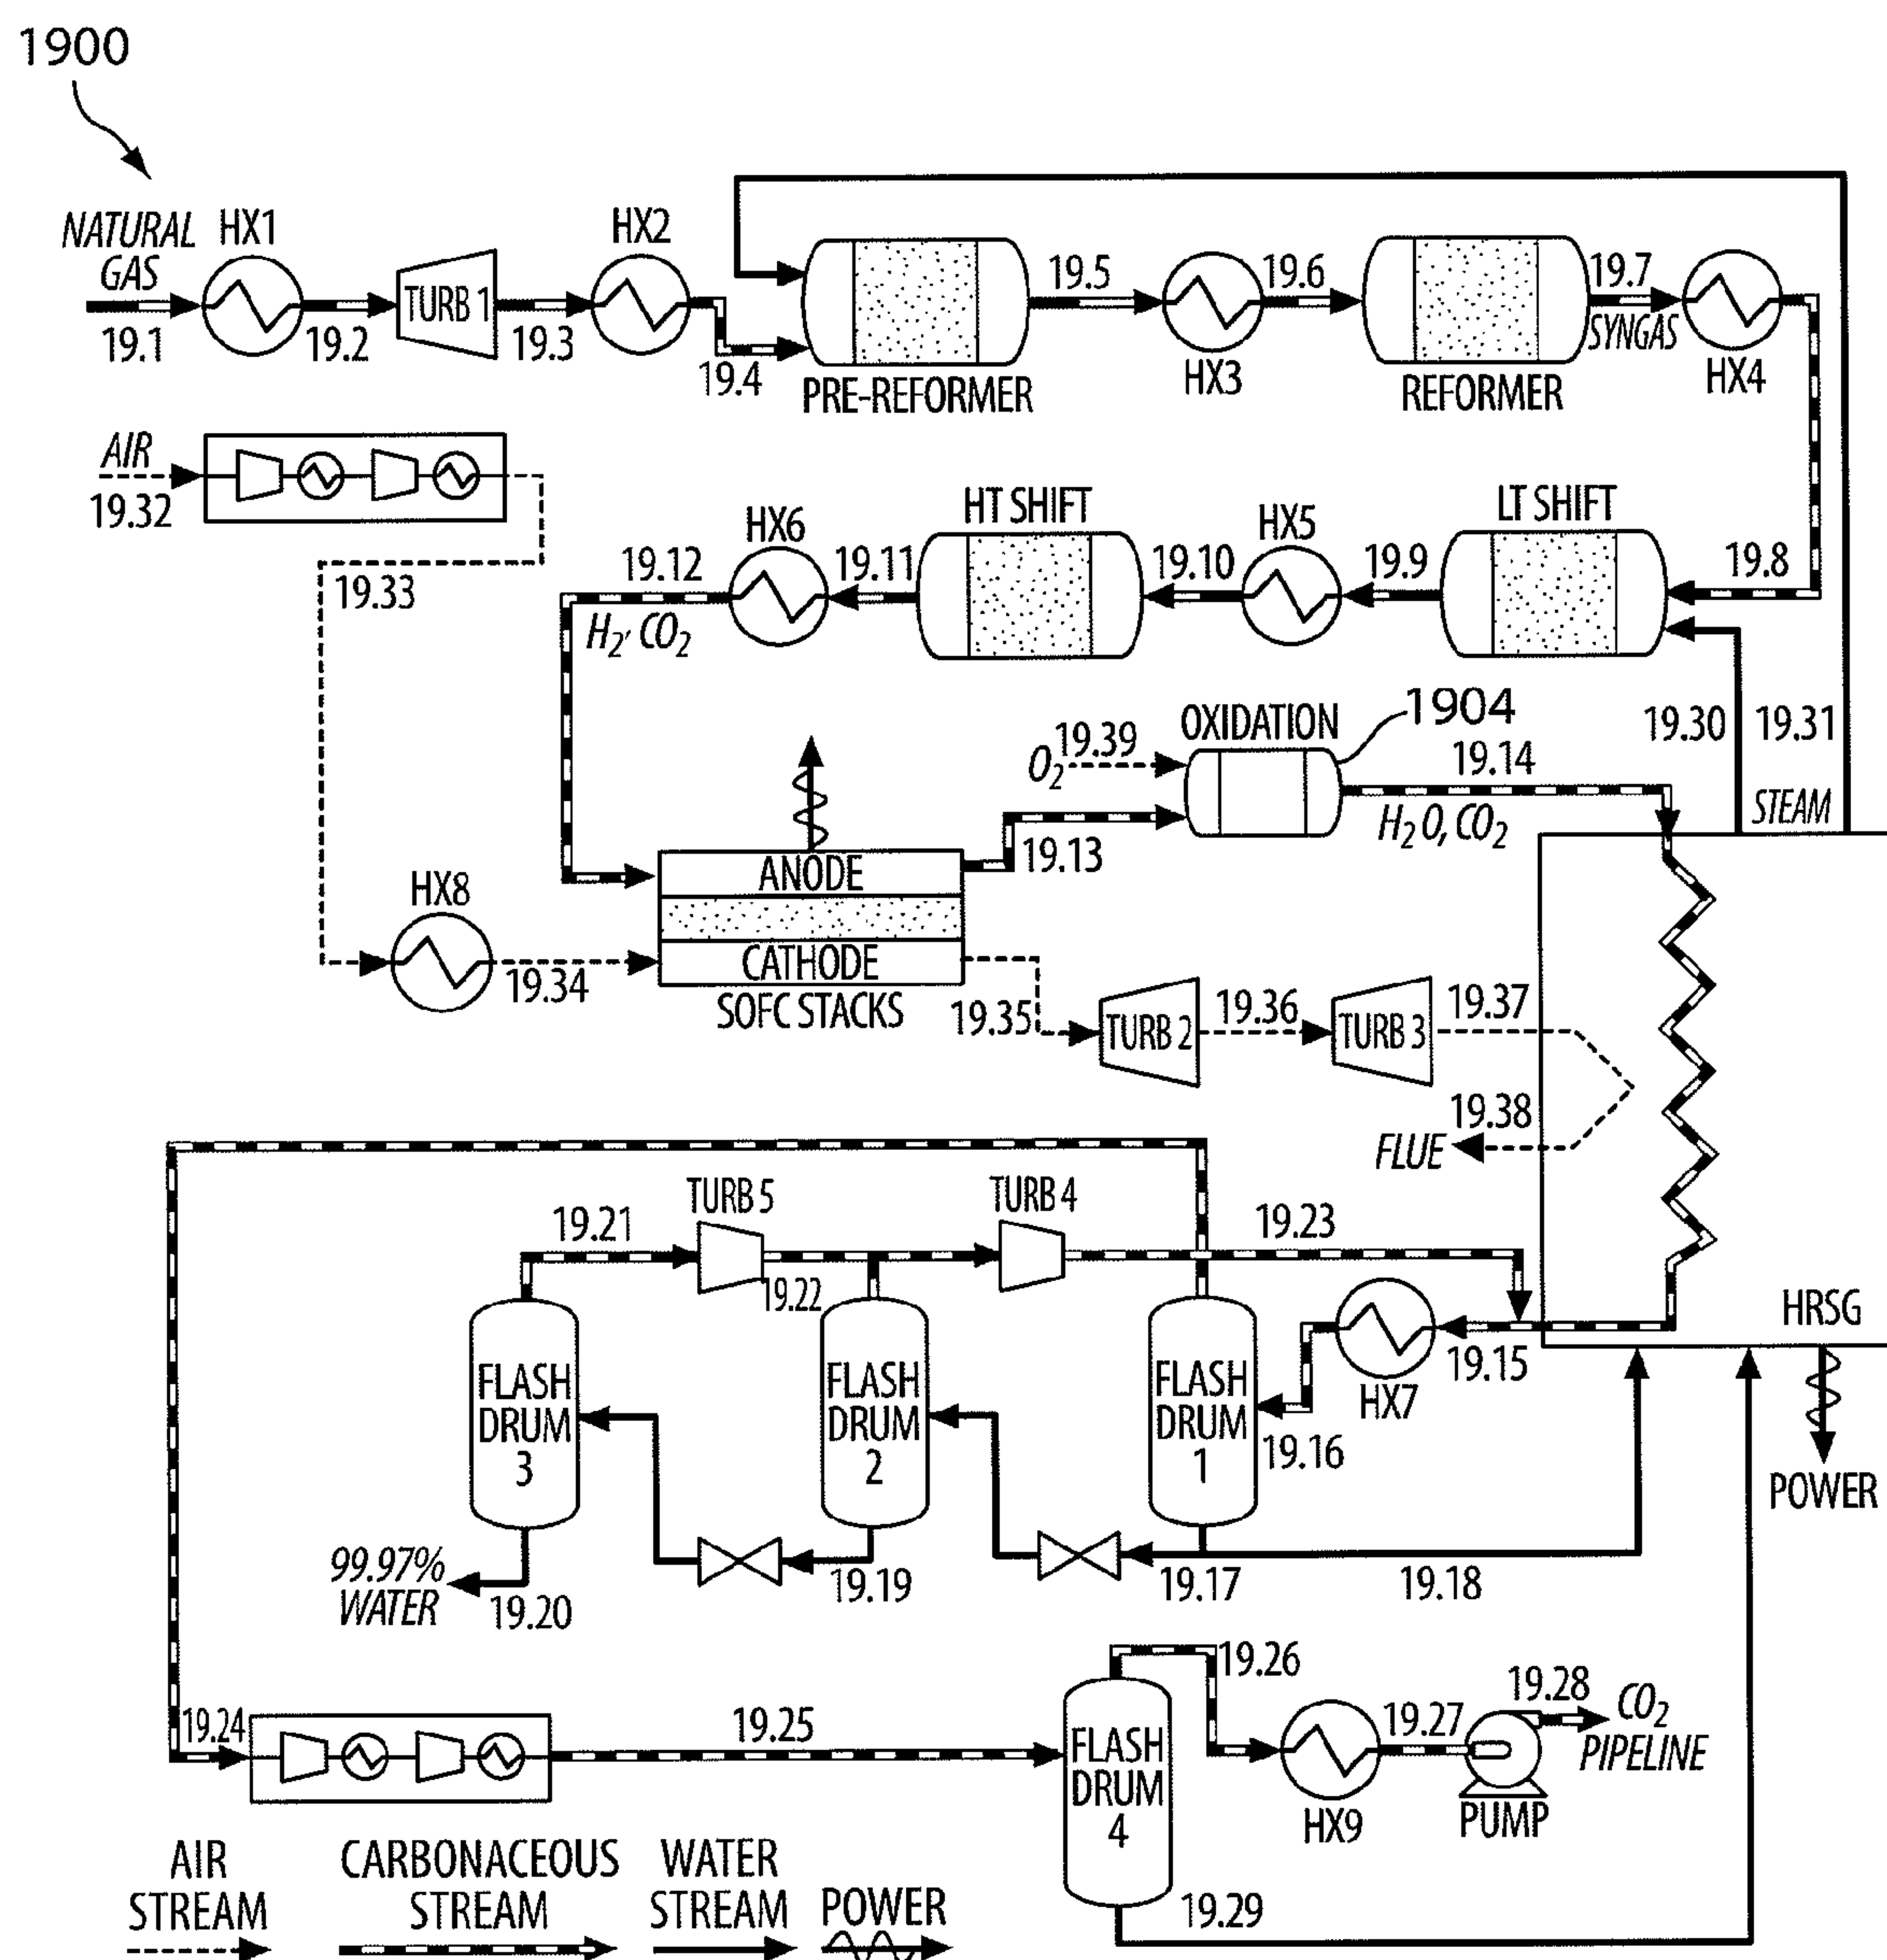 1900
NATURAL
GAS
19.1
HX1
19.2
TURB 1
19.3
HX2
19.4
PRE-REFORMER
19.5
HX3
19.6
REFORMER
19.7
SYNGAS
HX4
AIR
19.32
19.33
HX6
19.12
H2, CO2
19.11
HT SHIFT
19.10
HX5
19.9
LT SHIFT
19.8
19.30
19.31
STEAM
OXIDATION
1904
O2
19.39
19.14
H2O, CO2
19.13
ANODE
CATHODE
SOFC STACKS
HX8
19.34
19.35
TURB 2
19.36
TURB 3
19.37
19.38
FLUE
19.21
TURB 5
19.22
TURB 4
19.23
HRSG
POWER
19.15
HX7
19.16
FLASH
DRUM
3
FLASH
DRUM
2
FLASH
DRUM
1
99.97%
WATER
19.20
19.19
19.17
19.18
19.24
19.25
FLASH
DRUM
4
19.26
HX9
19.27
PUMP
19.28
CO2
PIPELINE
19.29
AIR
STREAM
CARBONACEOUS
STREAM
WATER
STREAM
POWER